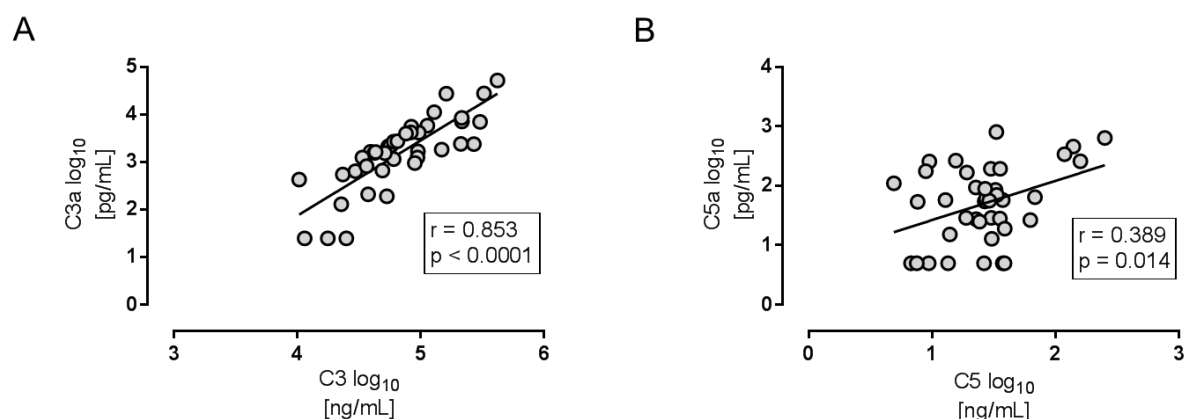 A
5
4
3
2
1
0
C3a log10
[pg/mL]
r = 0.853
p < 0.0001
3
4
5
6
C3 log10
[ng/mL]
B
4
3
2
1
0
C5a log10
[pg/mL]
r = 0.389
p = 0.014
0
1
2
3
C5 log10
[ng/mL]